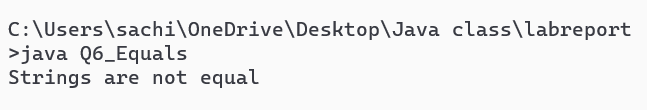 C:\Users\sachi\OneDrive\Desktop\Java class\labreport
>java Q6_Equals
Strings are not equal